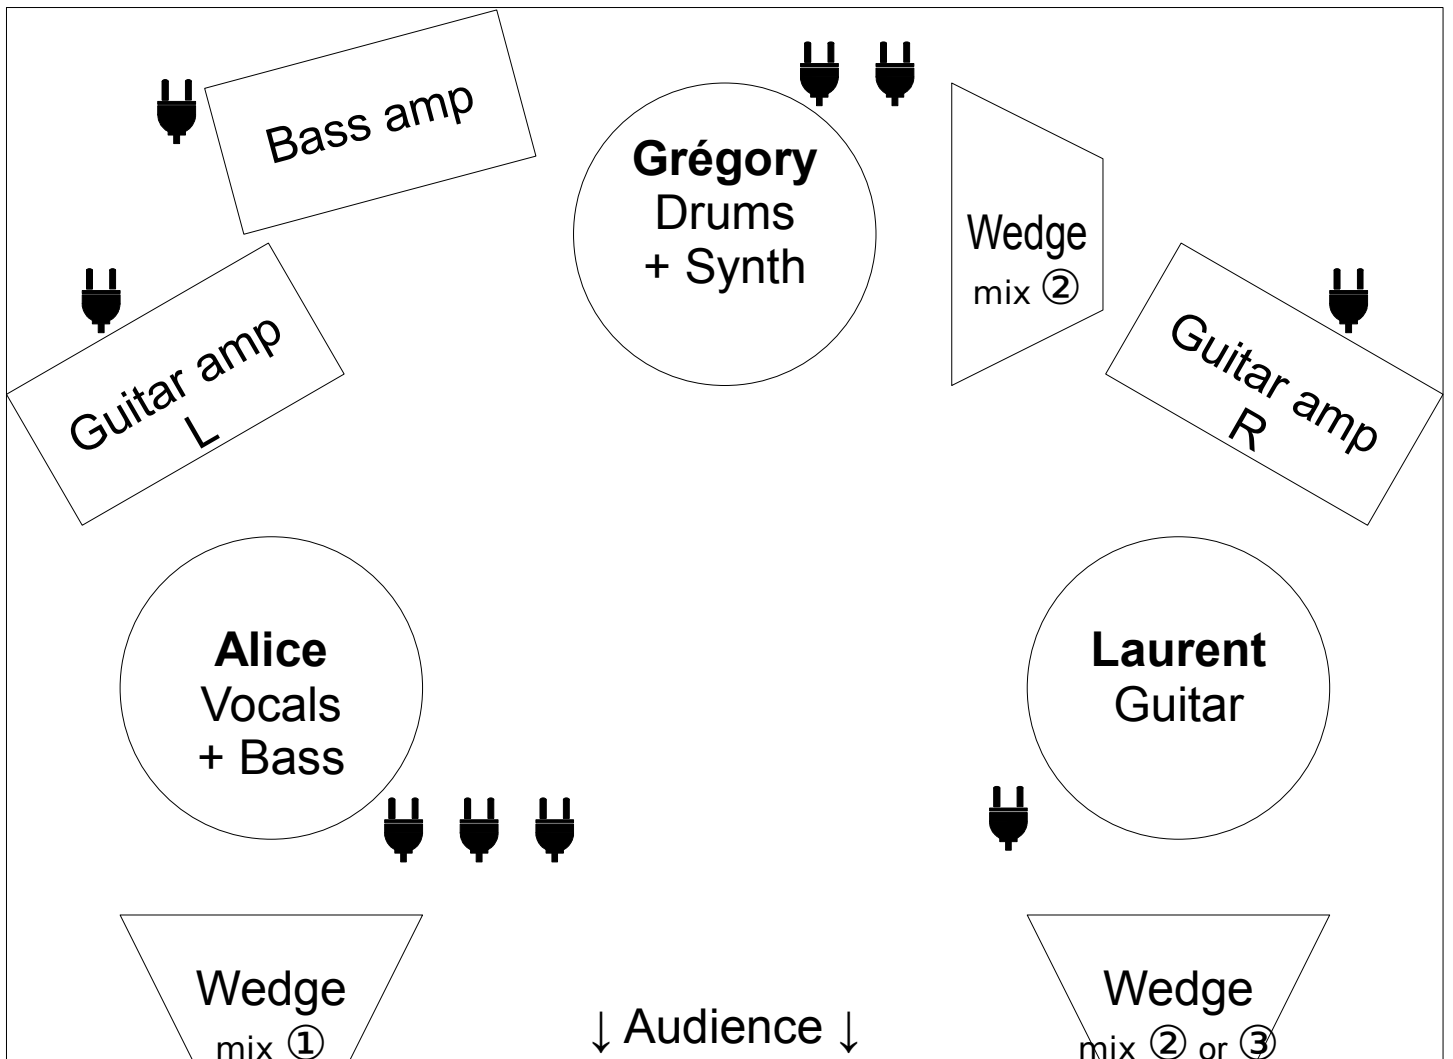 Bass amp
Grégory
Drums
+ Synth
Wedge
mix ②
Guitar amp
L
Guitar amp
R
Alice
Vocals
+ Bass
Laurent
Guitar
Wedge
mix ①
↓ Audience ↓
Wedge
mix ② or ③